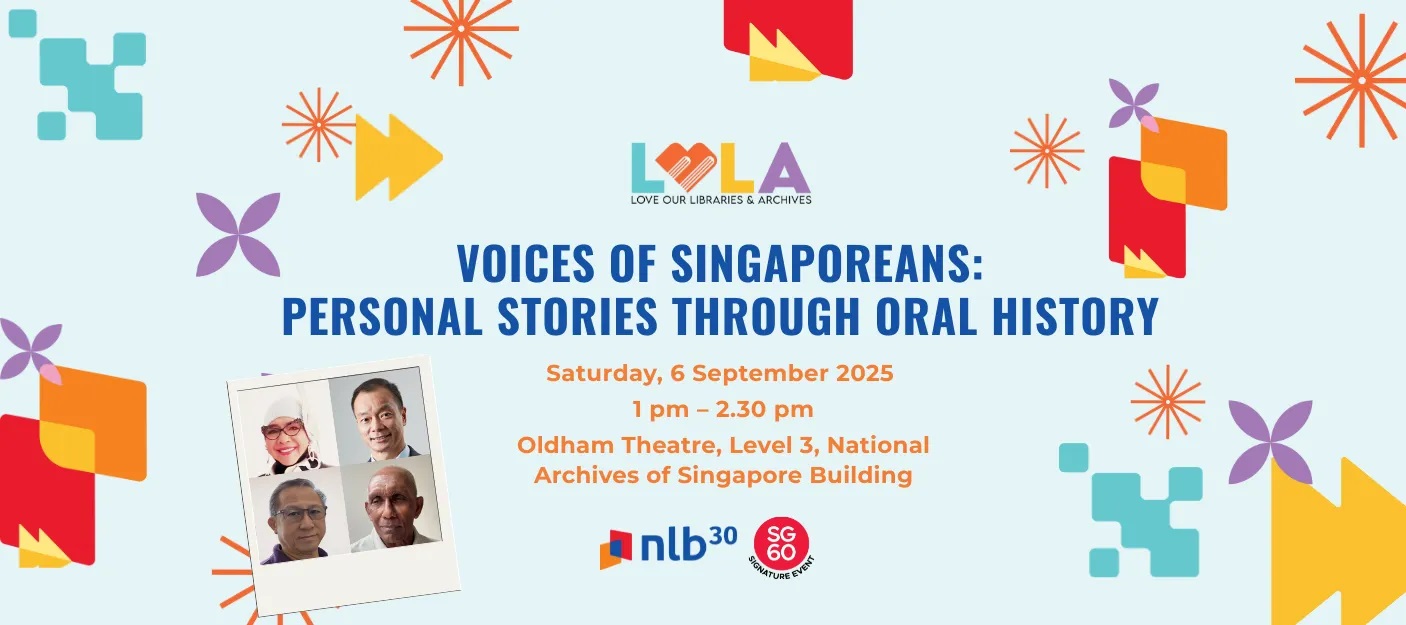 LOLA
LOVE OUR LIBRARIES & ARCHIVES
VOICES OF SINGAPOREANS:
PERSONAL STORIES THROUGH ORAL HISTORY
Saturday, 6 September 2025
1 pm – 2.30 pm
Oldham Theatre, Level 3, National
Archives of Singapore Building
nlb30
SG
60
SIGNATURE EVENT